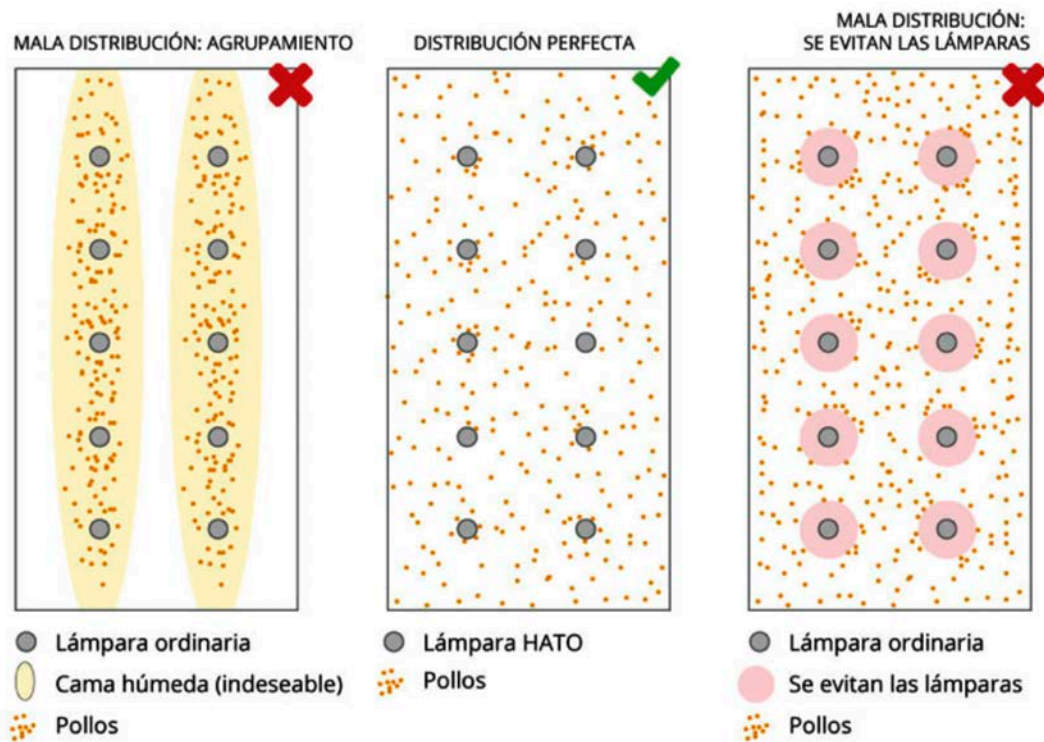 MALA DISTRIBUCIÓN: AGRUPAMIENTO
DISTRIBUCIÓN PERFECTA
MALA DISTRIBUCIÓN:
SE EVITAN LAS LÁMPARAS
Lámpara ordinaria
Cama húmeda (indeseable)
Pollos
Lámpara HATO
Pollos
Lámpara ordinaria
Se evitan las lámparas
Pollos